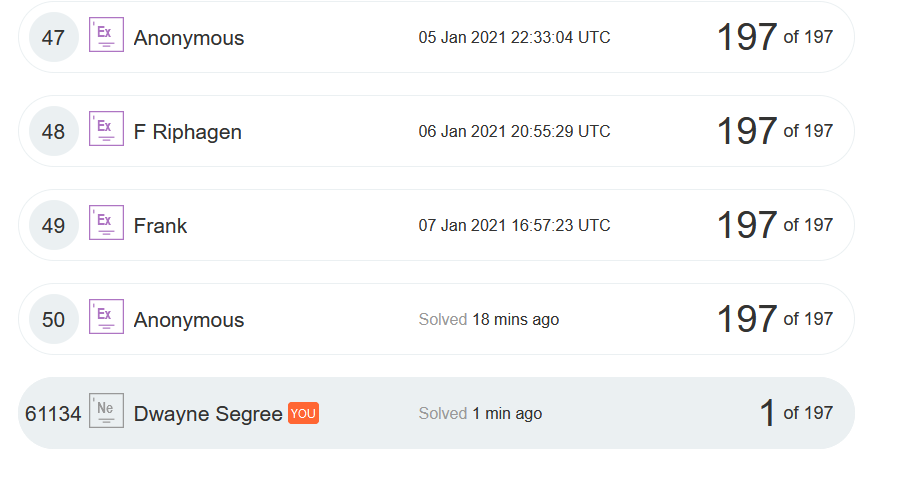 47 Ex Anonymous 05 Jan 2021 22:33:04 UTC 197 of 197
48 Ex F Riphagen 06 Jan 2021 20:55:29 UTC 197 of 197
49 Ex Frank 07 Jan 2021 16:57:23 UTC 197 of 197
50 Ex Anonymous Solved 18 mins ago 197 of 197
61134 Ne Dwayne Segree YOU Solved 1 min ago 1 of 197